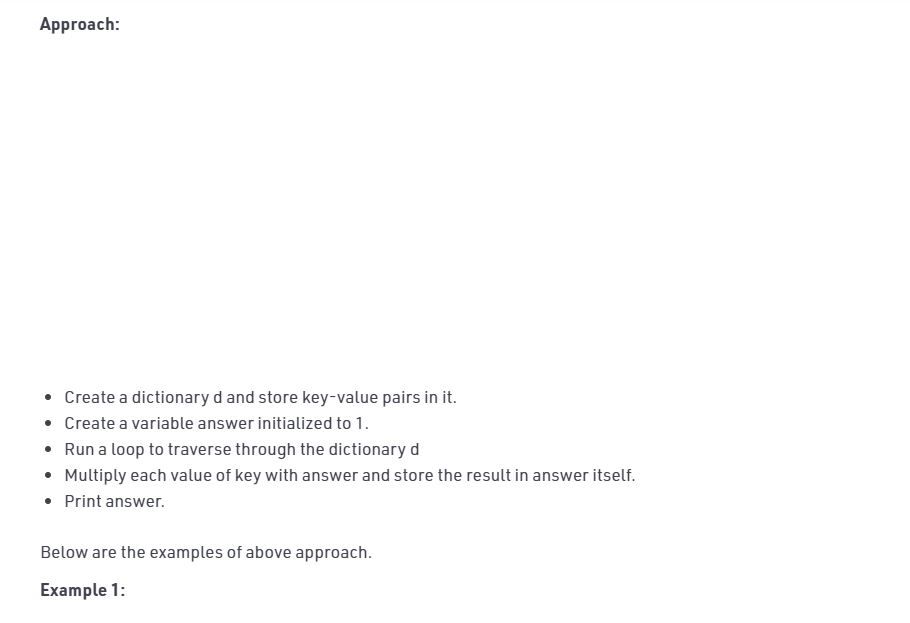 Approach:
Create a dictionary d and store key-value pairs in it.
Create a variable answer initialized to 1.
Run a loop to traverse through the dictionary d
Multiply each value of key with answer and store the result in answer itself.
Print answer.
Below are the examples of above approach.
Example 1: